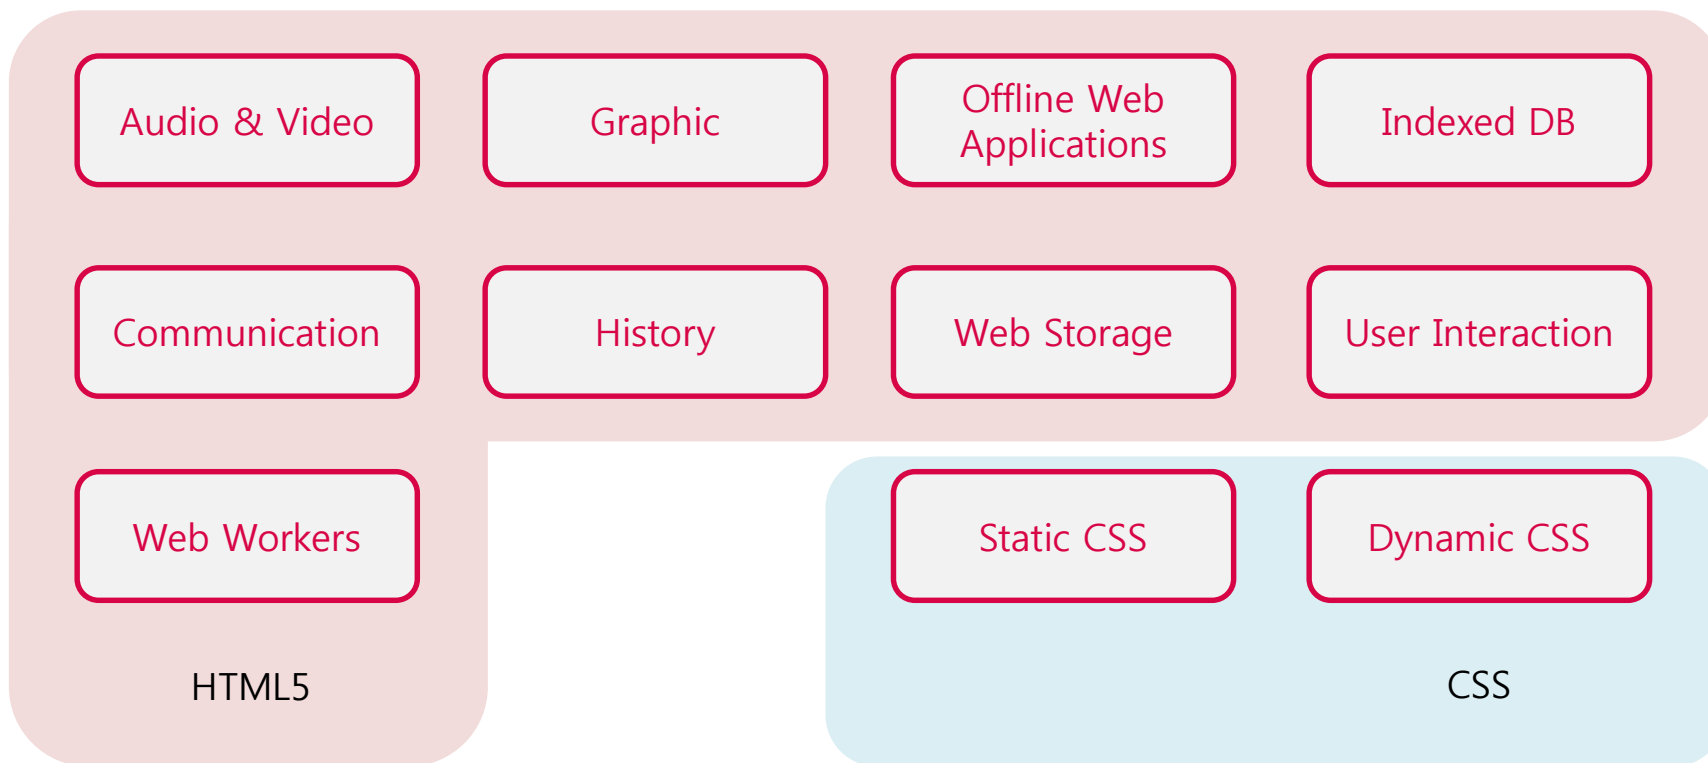 Audio & Video
Graphic
Offline Web
Applications
Indexed DB
Communication
History
Web Storage
User Interaction
Web Workers
Static CSS
Dynamic CSS
HTML5
CSS